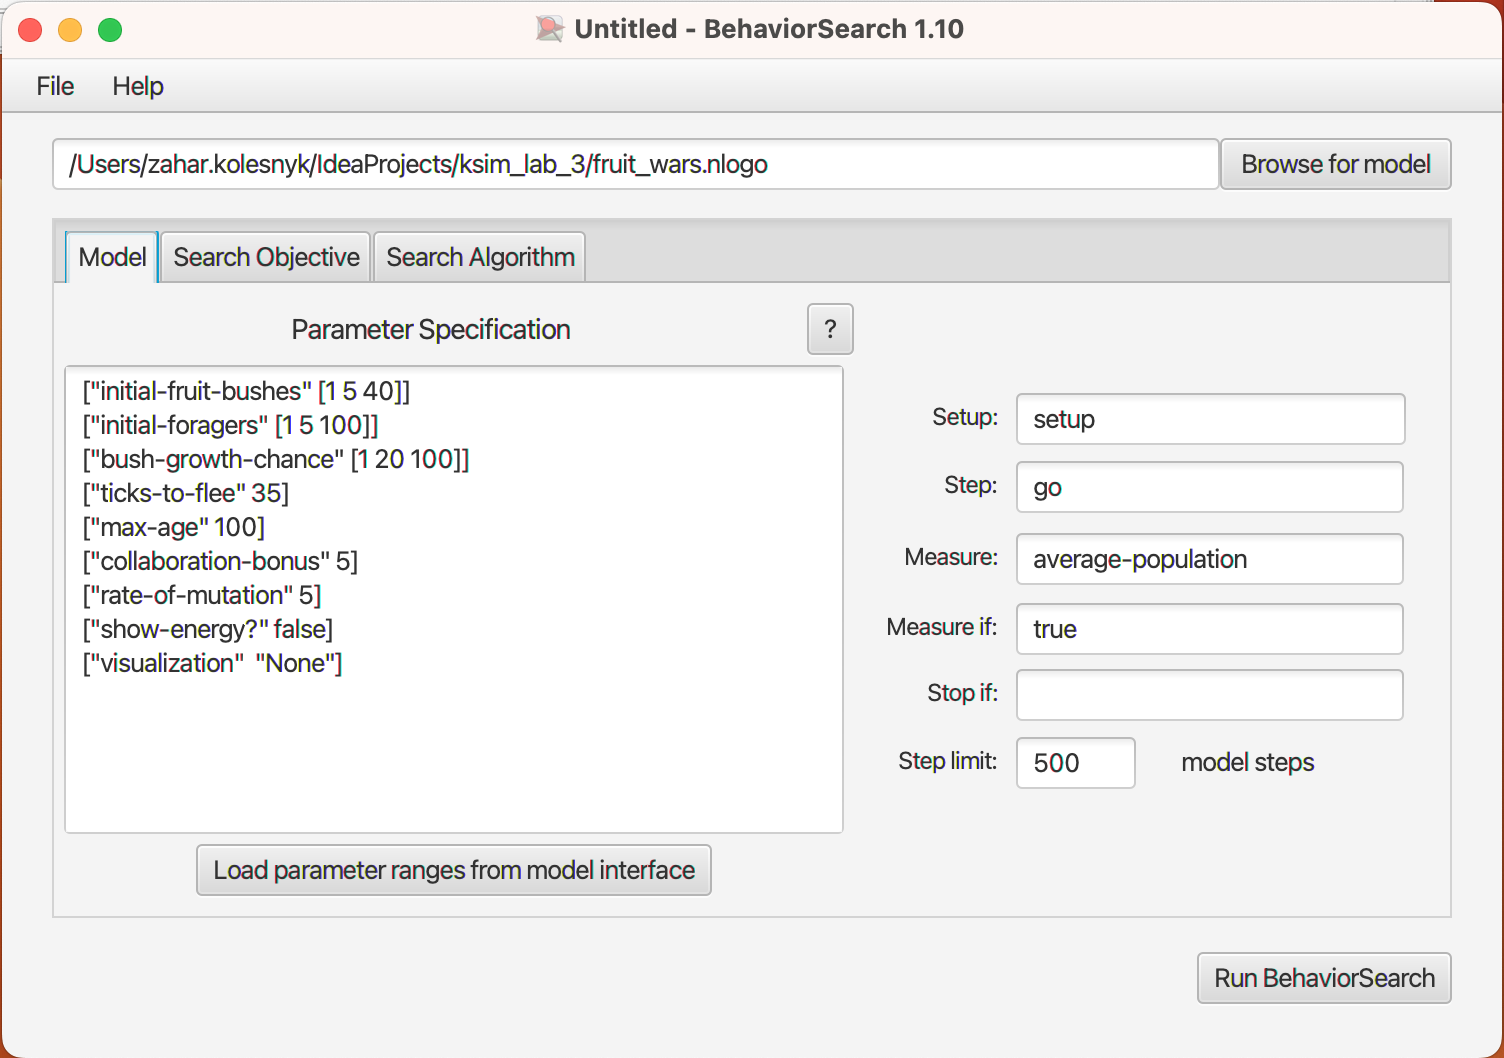 Untitled - BehaviorSearch 1.10
File Help
/Users/zahar.kolesnyk/IdeaProjects/ksim_lab_3/fruit_wars.nlogo Browse for model
Model Search Objective Search Algorithm
Parameter Specification ?
["initial-fruit-bushes" [1 5 40]]
["initial-foragers" [1 5 100]]
["bush-growth-chance" [1 20 100]]
["ticks-to-flee" 35]
["max-age" 100]
["collaboration-bonus" 5]
["rate-of-mutation" 5]
["show-energy?" false]
["visualization"  "None"]
Load parameter ranges from model interface
Setup: setup
Step: go
Measure: average-population
Measure if: true
Stop if:
Step limit: 500 model steps
Run BehaviorSearch